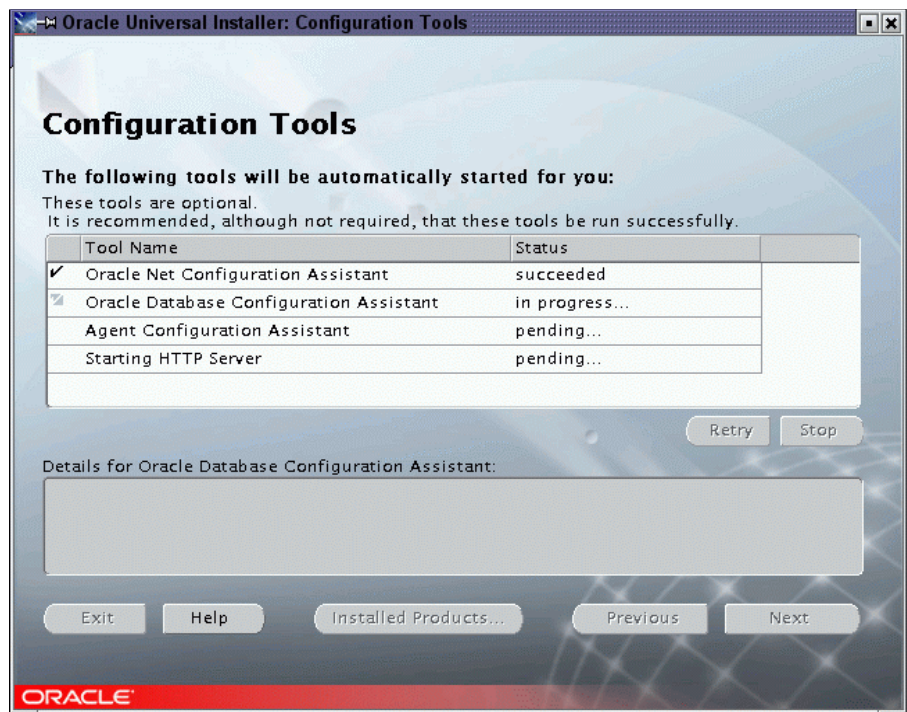 Oracle Universal Installer: Configuration Tools
Configuration Tools
The following tools will be automatically started for you:
These tools are optional.
It is recommended, although not required, that these tools be run successfully.
Tool Name Status
Oracle Net Configuration Assistant succeeded
Oracle Database Configuration Assistant in progress...
Agent Configuration Assistant pending...
Starting HTTP Server pending...
Retry Stop
Details for Oracle Database Configuration Assistant:
Exit Help Installed Products... Previous Next
ORACLE